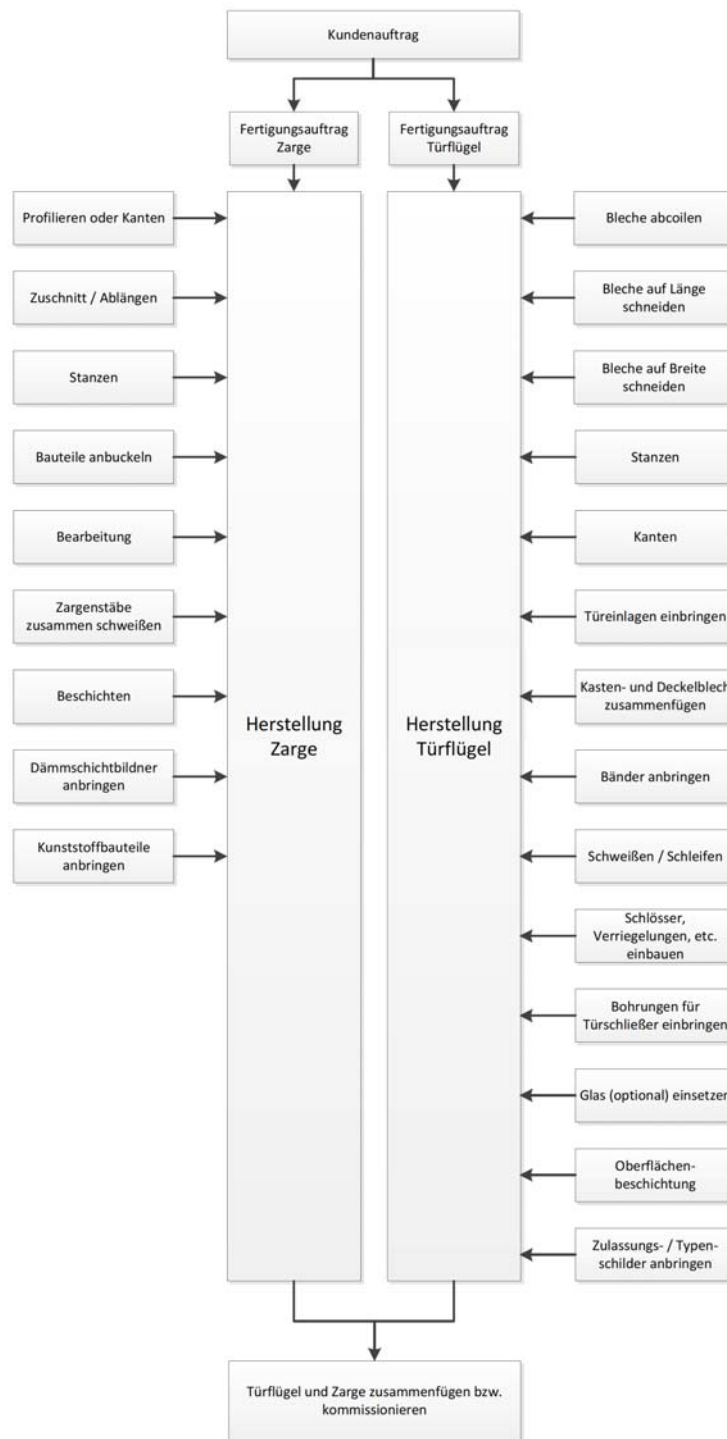 Kundenauftrag
Fertigungsauftrag
Zarge
Fertigungsauftrag
Türflügel
Profilieren oder Kanten
Zuschnitt / Ablängen
Stanzen
Bauteile anbuckeln
Bearbeitung
Zargenstäbe
zusammen schweißen
Beschichten
Dämmschichtbildner
anbringen
Kunststoffbauteile
anbringen
Herstellung
Zarge
Herstellung
Türflügel
Bleche abcoilen
Bleche auf Länge
schneiden
Bleche auf Breite
schneiden
Stanzen
Kanten
Türeinlagen einbringen
Kasten- und Deckelblech
zusammenfügen
Bänder anbringen
Schweißen / Schleifen
Schlösser,
Verriegelungen, etc.
einbauen
Bohrungen für
Türschließer einbringen
Glas (optional) einsetzen
Oberflächen-
beschichtung
Zulassungs- / Typen-
schilder anbringen
Türflügel und Zarge zusammenfügen bzw.
kommissionieren